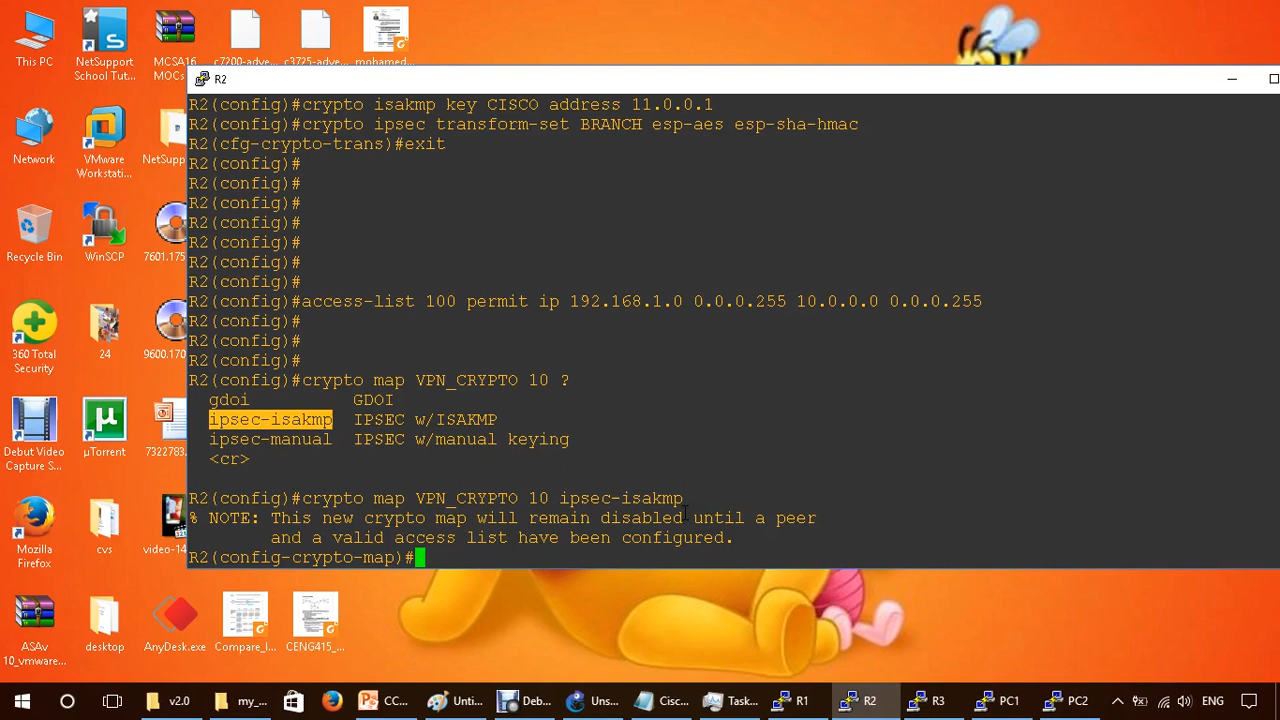 This PC
NetSupport
School Tut...
MCSA16
MOCs
c7200-adve...
c3725-adve...
mohamed...
R2
R2(config)#crypto isakmp key CISCO address 11.0.0.1
R2(config)#crypto ipsec transform-set BRANCH esp-aes esp-sha-hmac
R2(cfg-crypto-trans)#exit
R2(config)#
R2(config)#
R2(config)#
R2(config)#
R2(config)#
R2(config)#
R2(config)#
R2(config)#access-list 100 permit ip 192.168.1.0 0.0.0.255 10.0.0.0 0.0.0.255
R2(config)#
R2(config)#
R2(config)#
R2(config)#crypto map VPN_CRYPTO 10 ?
gdoi GDOI
ipsec-isakmp IPSEC w/ISAKMP
ipsec-manual IPSEC w/manual keying
<cr>
R2(config)#crypto map VPN_CRYPTO 10 ipsec-isakmp
% NOTE: This new crypto map will remain disabled until a peer
and a valid access list have been configured.
R2(config-crypto-map)#
Network
VMware
Workstati...
NetSupp
Recycle Bin
WinSCP
7601.175
360 Total
Security
24
9600.170
Debut Video
Capture S...
µTorrent
7322783.
Mozilla
Firefox
cvs
video-14
ASAv
10_vmware...
desktop
AnyDesk.exe
Compare_I...
CENG415_...
v2.0
my_...
CC...
Unti...
Deb...
Uns...
Cisc...
Task...
R1
R2
R3
PC1
PC2
ENG